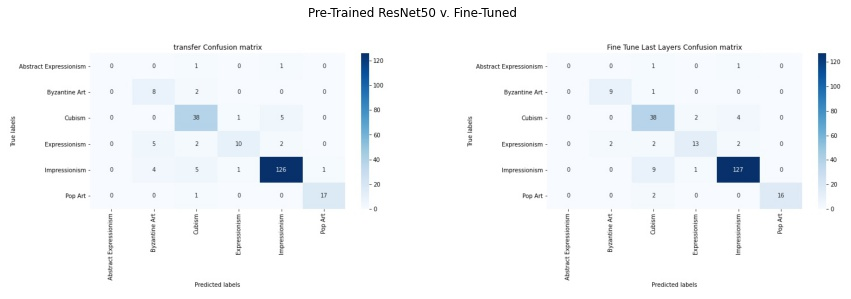 Pre-Trained ResNet50 v. Fine-Tuned
transfer Confusion matrix
True labels
Abstract Expressionism 0 0 1 0 1 0
Byzantine Art 8 2 0 0 0
0
Cubism 0 0 38 1 5 0
Expressionism 0 5 2 10 2 0
Impressionism 0 4 5 1 126 1
Pop Art 0 0 1 0 0 17
Abstract Expressionism
Byzantine Art
Cubism
Expressionism
Impressionism
Pop Art
Predicted labels
120
100
80
60
40
20
0
Fine Tune Last Layers Confusion matrix
True labels
Abstract Expressionism 0 0 1 0 1 0
Byzantine Art 0 9 1 0 0 0
Cubism 0 0 38 2 4 0
Expressionism 0 2 2 13 2 0
Impressionism 0 0 9 1 127 0
Pop Art 0 0 2 0 0 16
Abstract Expressionism
Byzantine Art
Cubism
Expressionism
Impressionism
Pop Art
Predicted labels
120
100
80
60
40
20
0